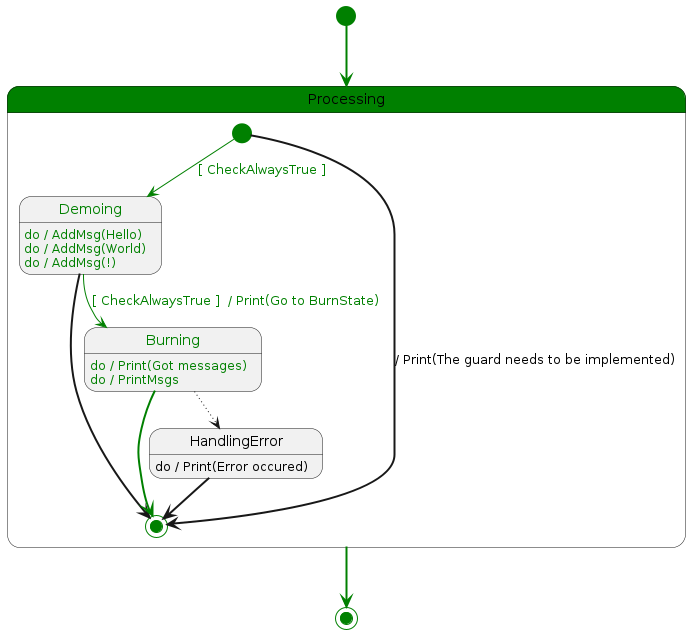 Processing
[ CheckAlwaysTrue ]
Demoing
do / AddMsg(Hello)
do / AddMsg(World)
do / AddMsg(!)
[ CheckAlwaysTrue ]  / Print(Go to BurnState)
Burning
do / Print(Got messages)
do / PrintMsgs
/ Print(The guard needs to be implemented)
HandlingError
do / Print(Error occured)